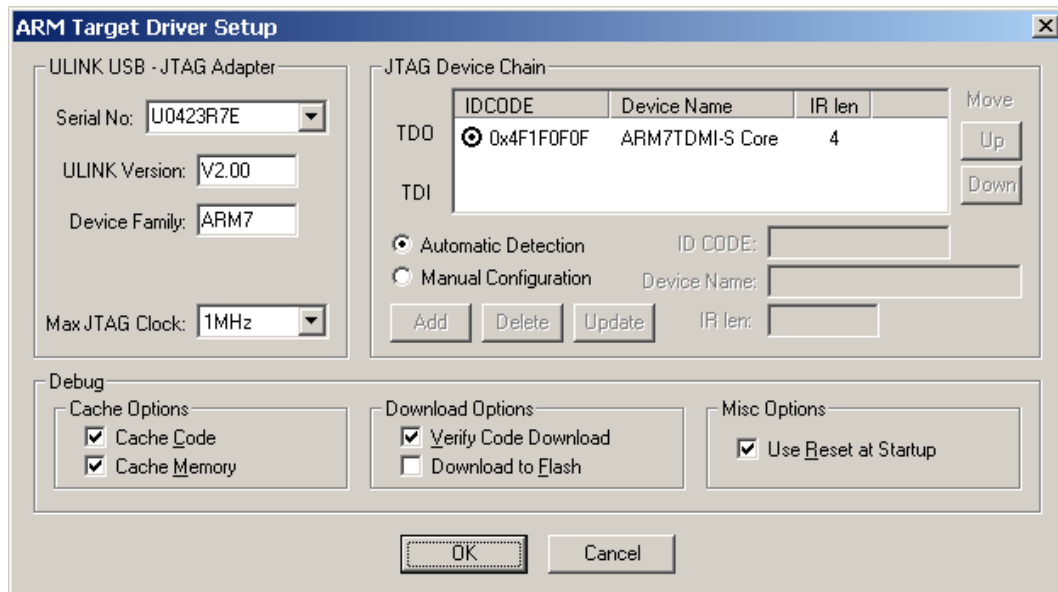 ARM Target Driver Setup
ULINK USB - JTAG Adapter
Serial No: U0423R7E
ULINK Version: V2.00
Device Family: ARM7
Max JTAG Clock: 1MHz
JTAG Device Chain
IDCODE Device Name IR len
TDO 0x4F1F0F0F ARM7TDMI-S Core 4
TDI
Move
Up
Down
Automatic Detection
Manual Configuration
ID CODE:
Device Name:
Add Delete Update IR len:
Debug
Cache Options
Cache Code
Cache Memory
Download Options
Verify Code Download
Download to Flash
Misc Options
Use Reset at Startup
OK Cancel